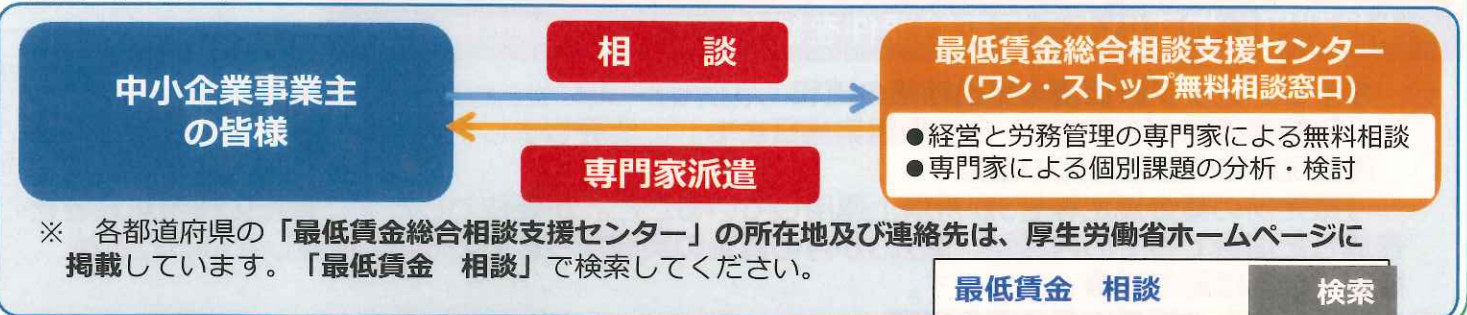 中小企業事業主
の皆様
相　談
専門家派遣
最低賃金総合相談支援センター
(ワン・ストップ無料相談窓口)
●経営と労務管理の専門家による無料相談
●専門家による個別課題の分析・検討
※　各都道府県の「最低賃金総合相談支援センター」の所在地及び連絡先は、厚生労働省ホームページに
掲載しています。「最低賃金　相談」で検索してください。
最低賃金　相談　検索